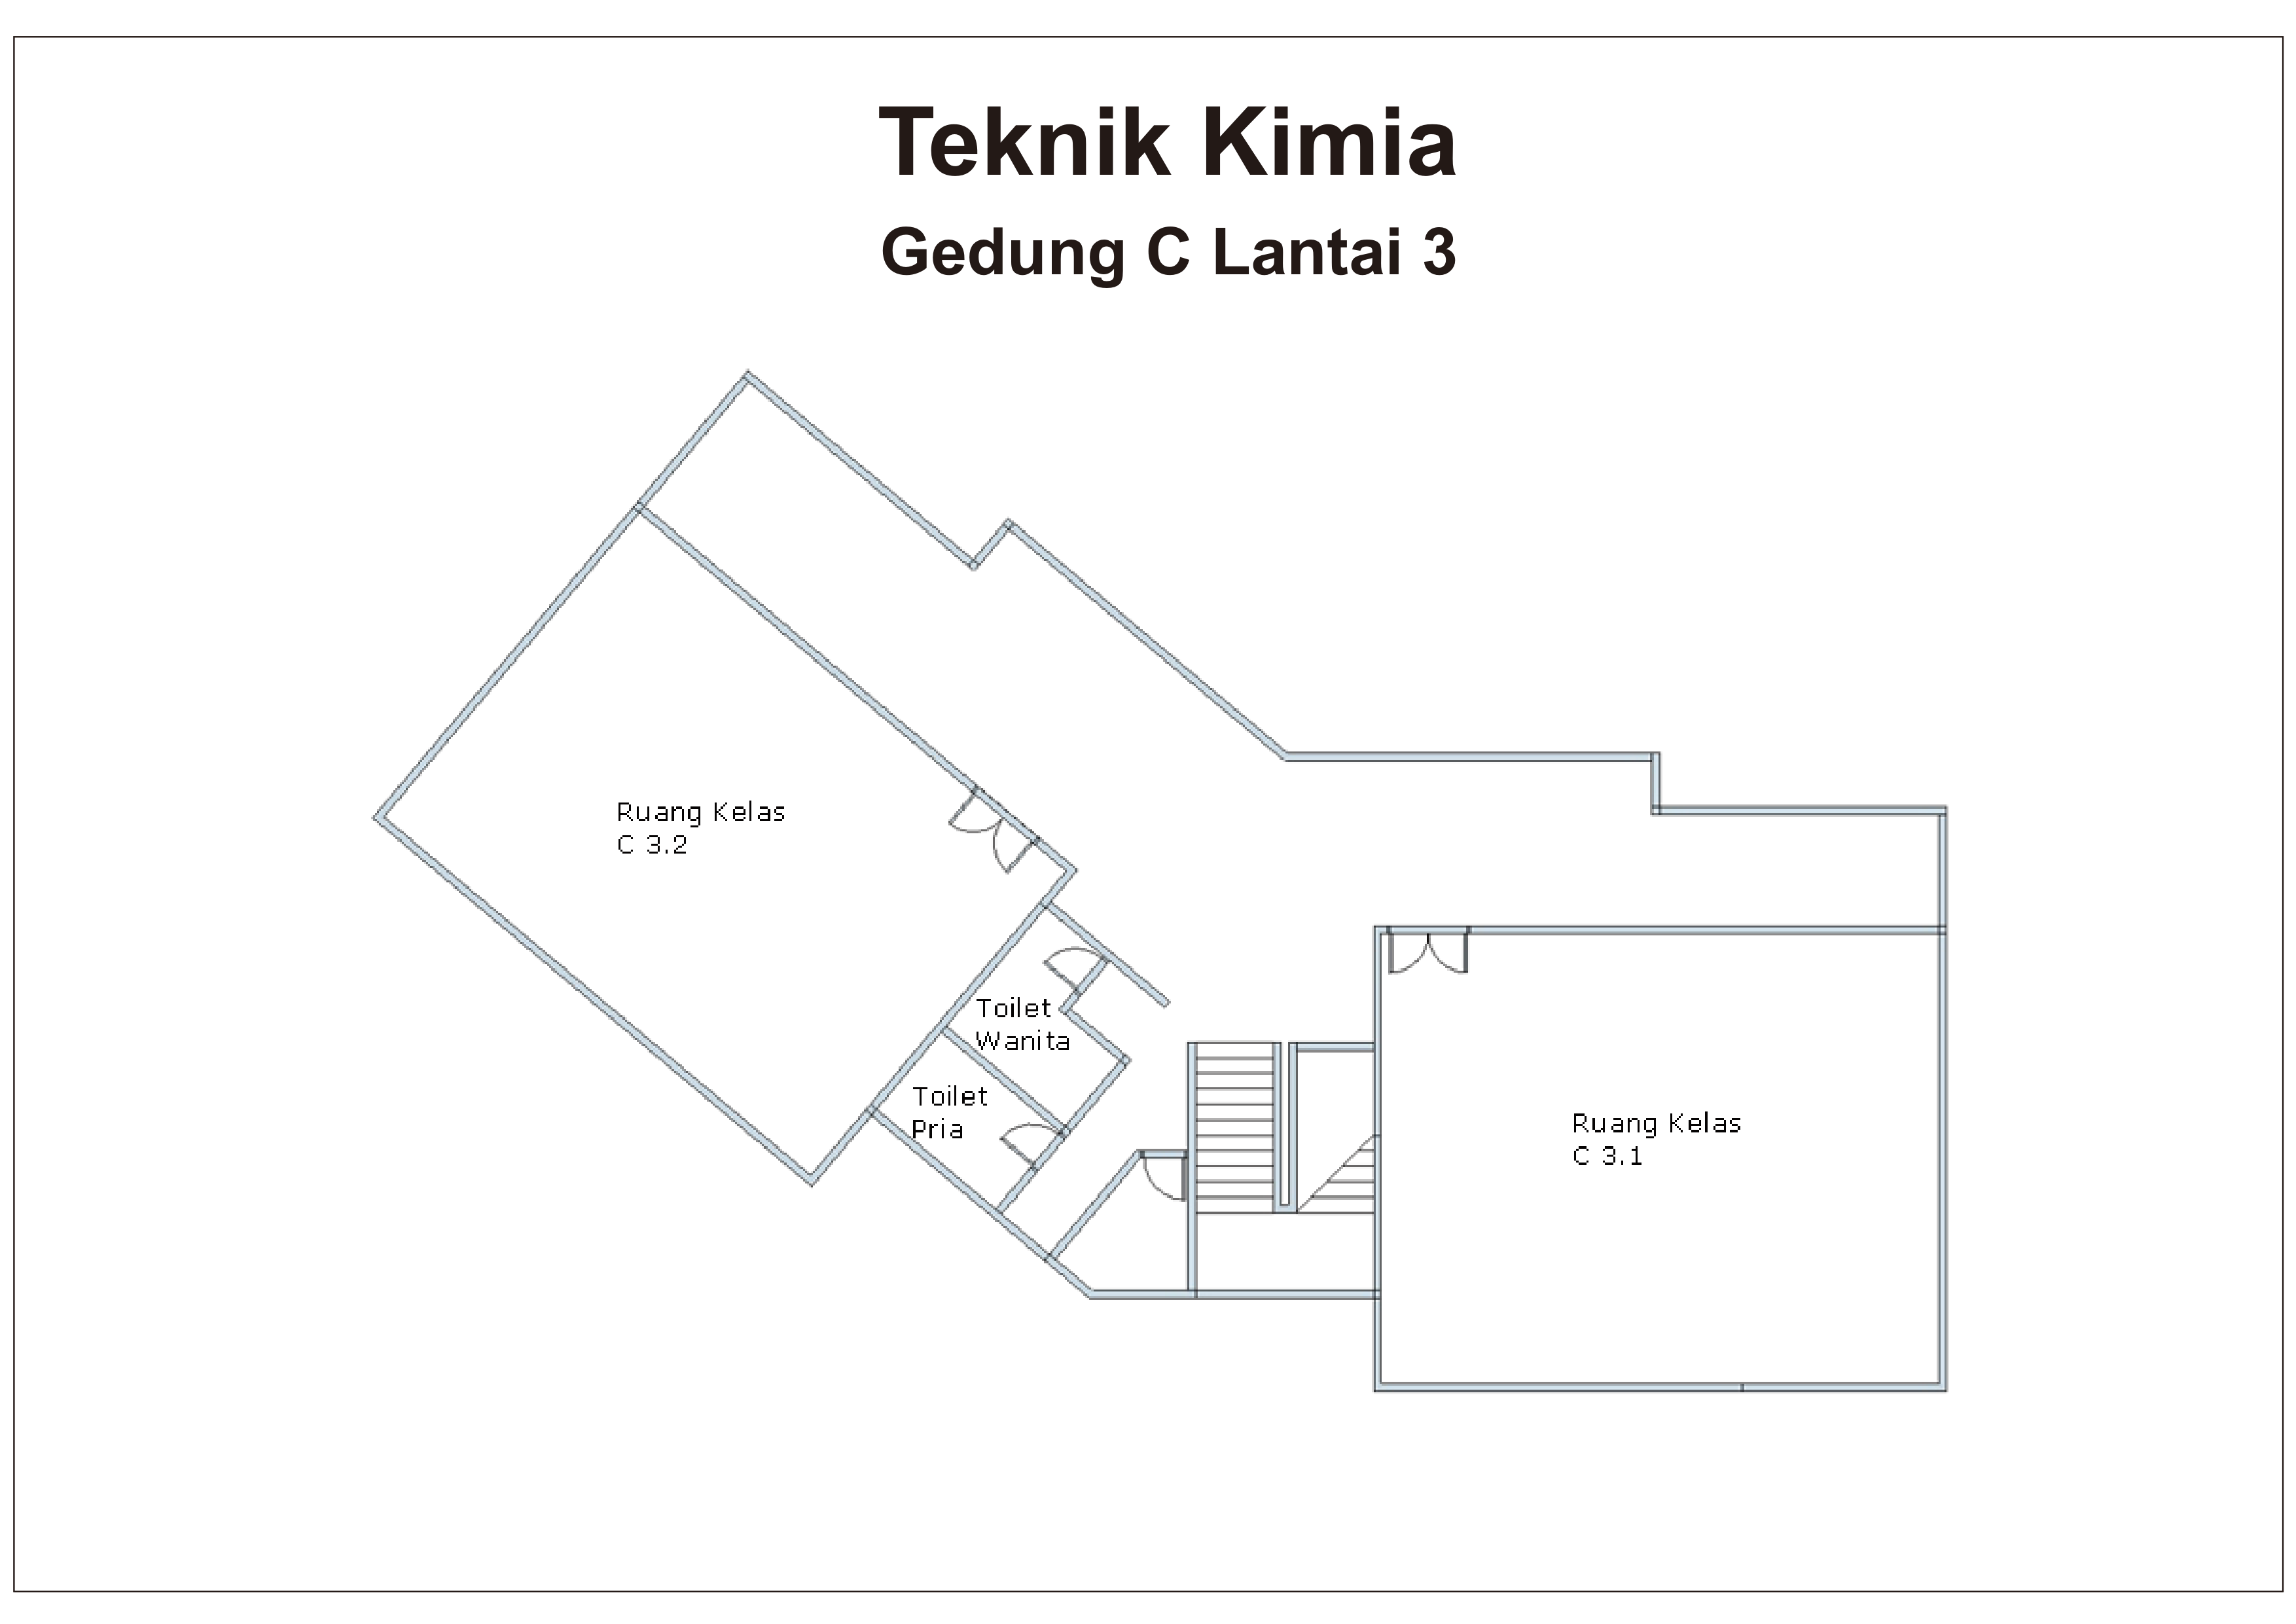 Teknik Kimia
Gedung C Lantai 3
Ruang Kelas
C 3.2
Toilet
Wanita
Toilet
Pria
Ruang Kelas
C 3.1